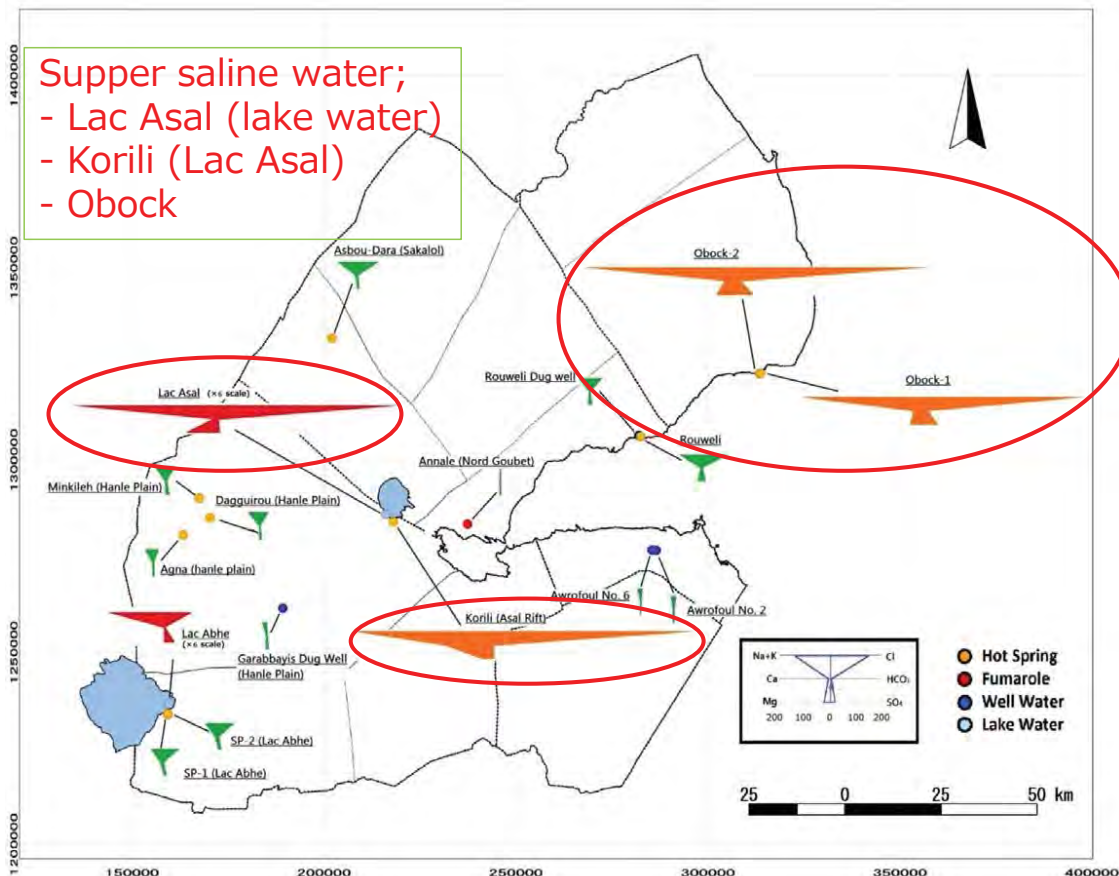 Supper saline water;
- Lac Asal (lake water)
- Korili (Lac Asal)
- Obock
1400000
1350000
1300000
1250000
1200000
Asbou-Dara (Sakalol)
Obock-2
Rouweli Dug well
Obock-1
Lac Asal (×6 scale)
Rouweli
Annale (Nord Goubet)
Minkileh (Hanle Plain)
Dagguirou (Hanle Plain)
Agna (hanle plain)
Awrofoul No. 6
Awrofoul No. 2
Korili (Asal Rift)
Lac Abhe
(×6 scale)
Garabbayis Dug Well
(Hanle Plain)
SP-2 (Lac Abhe)
SP-1 (Lac Abhe)
Na+K Cl
Ca HCO₃
Mg SO₄
200 100 0 100 200
Hot Spring
Fumarole
Well Water
Lake Water
25 0 25 50 km
150000 200000 250000 300000 350000 400000